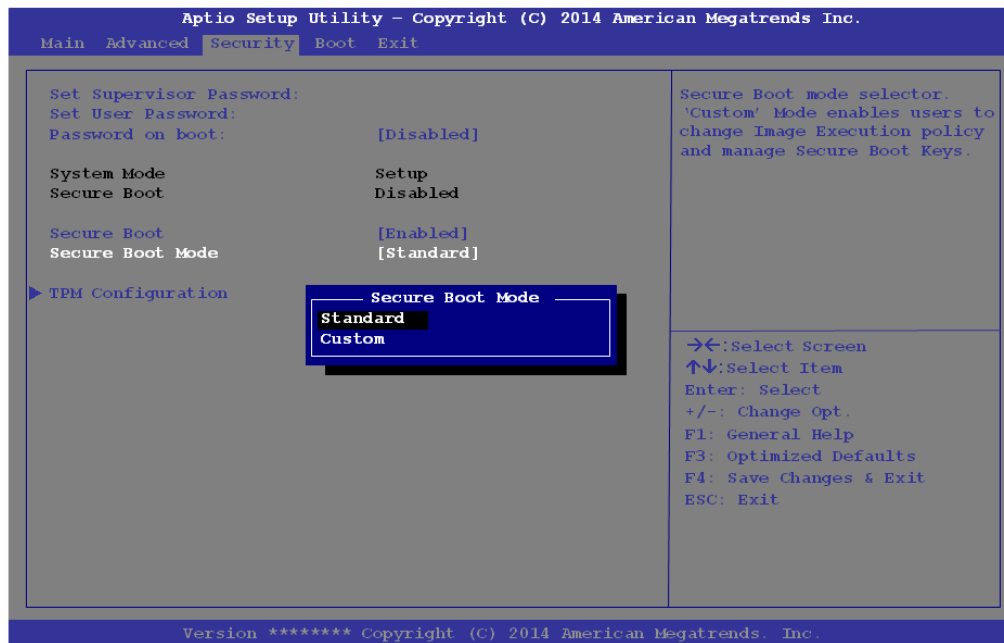 Aptio Setup Utility – Copyright (C) 2014 American Megatrends Inc.
Main Advanced Security Boot Exit
Set Supervisor Password:
Set User Password:
Password on boot: [Disabled]
System Mode Setup
Secure Boot Disabled
Secure Boot [Enabled]
Secure Boot Mode [Standard]
TPM Configuration
Secure Boot Mode
Standard
Custom
Secure Boot mode selector.
'Custom' Mode enables users to
change Image Execution policy
and manage Secure Boot Keys.
→←:Select Screen
↑↓:Select Item
Enter: Select
+/-: Change Opt.
F1: General Help
F3: Optimized Defaults
F4: Save Changes & Exit
ESC: Exit
Version ******** Copyright (C) 2014 American Megatrends. Inc.